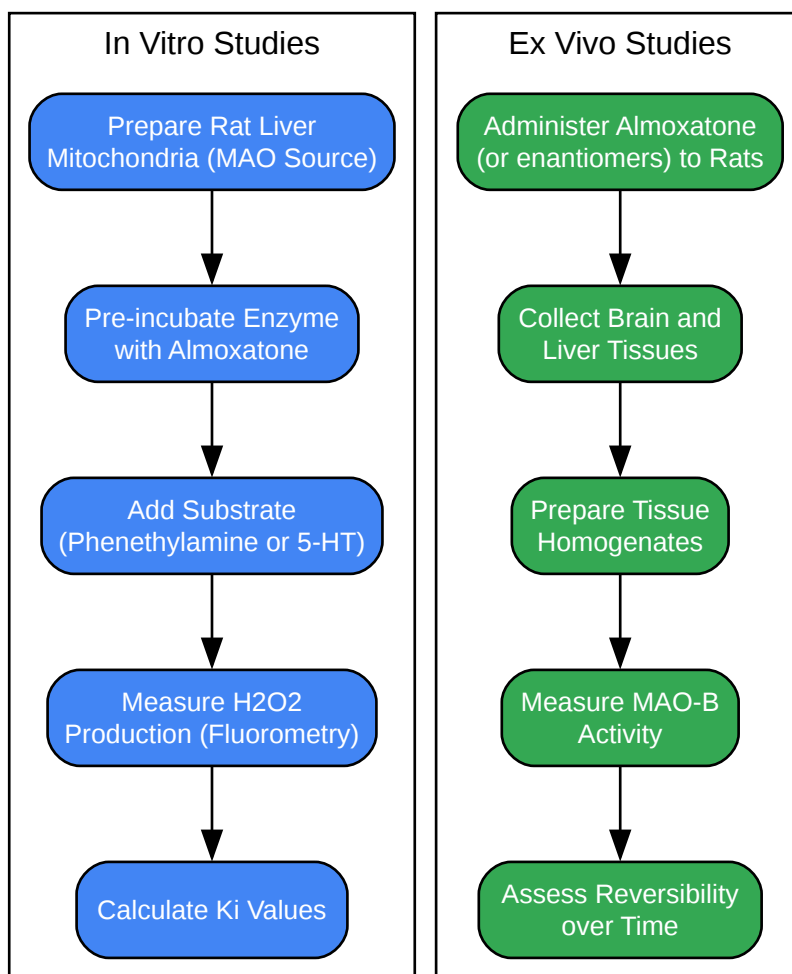 In Vitro Studies
Prepare Rat Liver
Mitochondria (MAO Source)
Pre-incubate Enzyme
with Almoxatone
Add Substrate
(Phenethylamine or 5-HT)
Measure H2O2
Production (Fluorometry)
Calculate Ki Values
Ex Vivo Studies
Administer Almoxatone
(or enantiomers) to Rats
Collect Brain and
Liver Tissues
Prepare Tissue
Homogenates
Measure MAO-B
Activity
Assess Reversibility
over Time